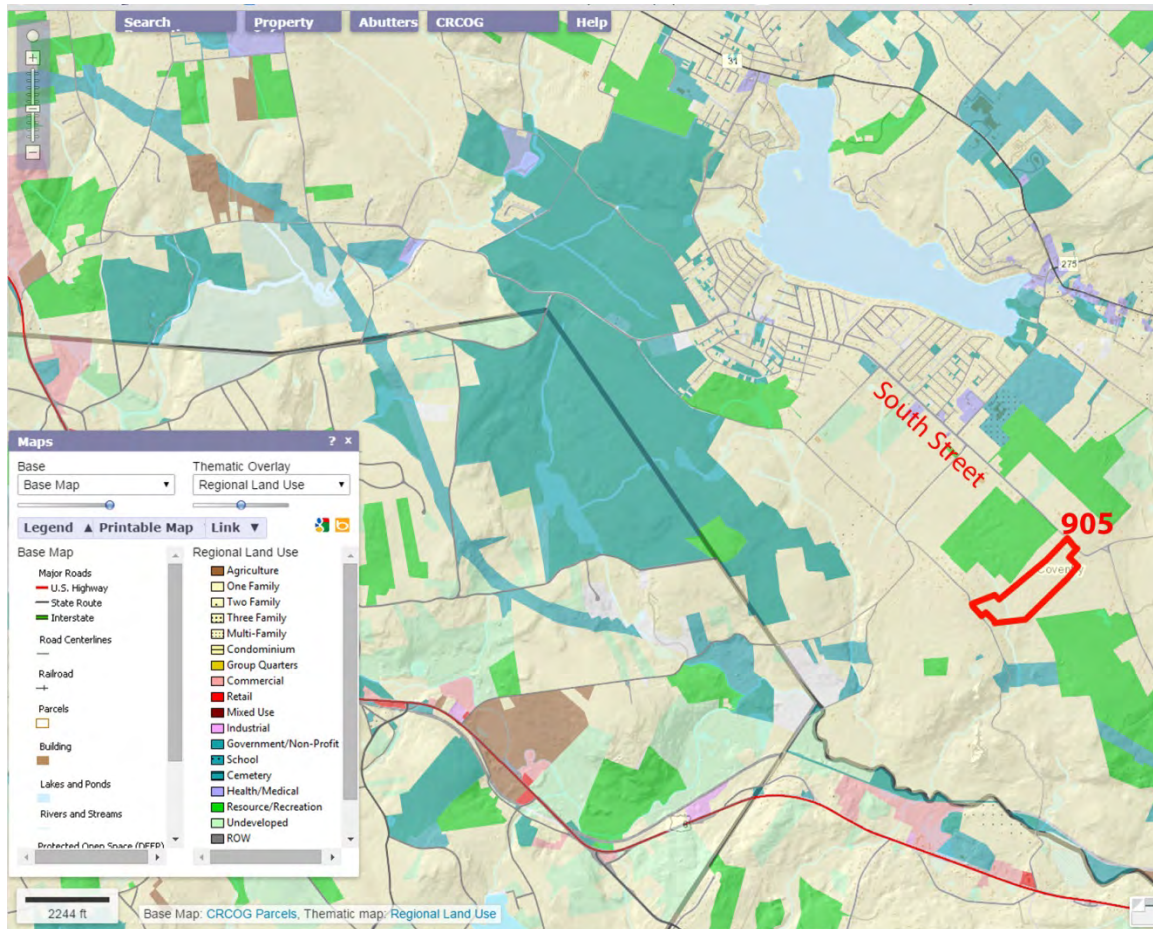 Search
Property
Abutters
CRCOG
Help
31
275
South Street
905
Coventry
6
Maps
? x
Base
Thematic Overlay
Base Map
Regional Land Use
Legend ▲ Printable Map Link ▼
Base Map
Major Roads
U.S. Highway
State Route
Interstate
Road Centerlines
Railroad
Parcels
Building
Lakes and Ponds
Rivers and Streams
Protected Open Space (DEEP)
Regional Land Use
Agriculture
One Family
Two Family
Three Family
Multi-Family
Condominium
Group Quarters
Commercial
Retail
Mixed Use
Industrial
Government/Non-Profit
School
Cemetery
Health/Medical
Resource/Recreation
Undeveloped
ROW
2244 ft
Base Map: CRCOG Parcels, Thematic map: Regional Land Use